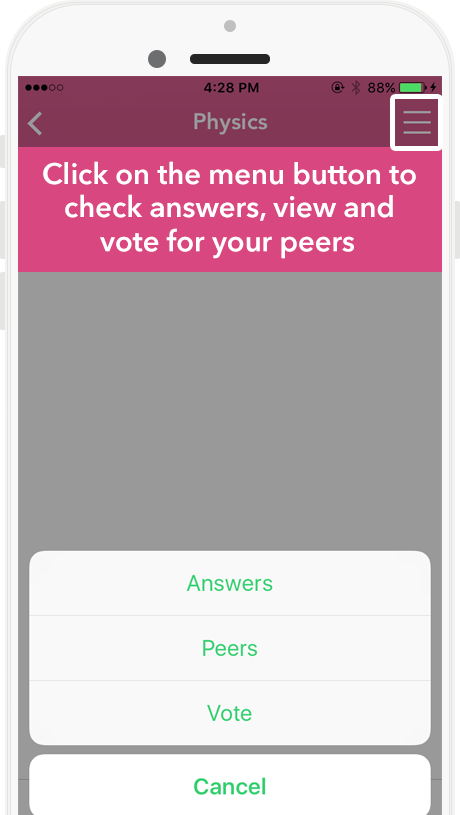 4:28 PM 88%
Physics
Click on the menu button to
check answers, view and
vote for your peers
Answers
Peers
Vote
Cancel